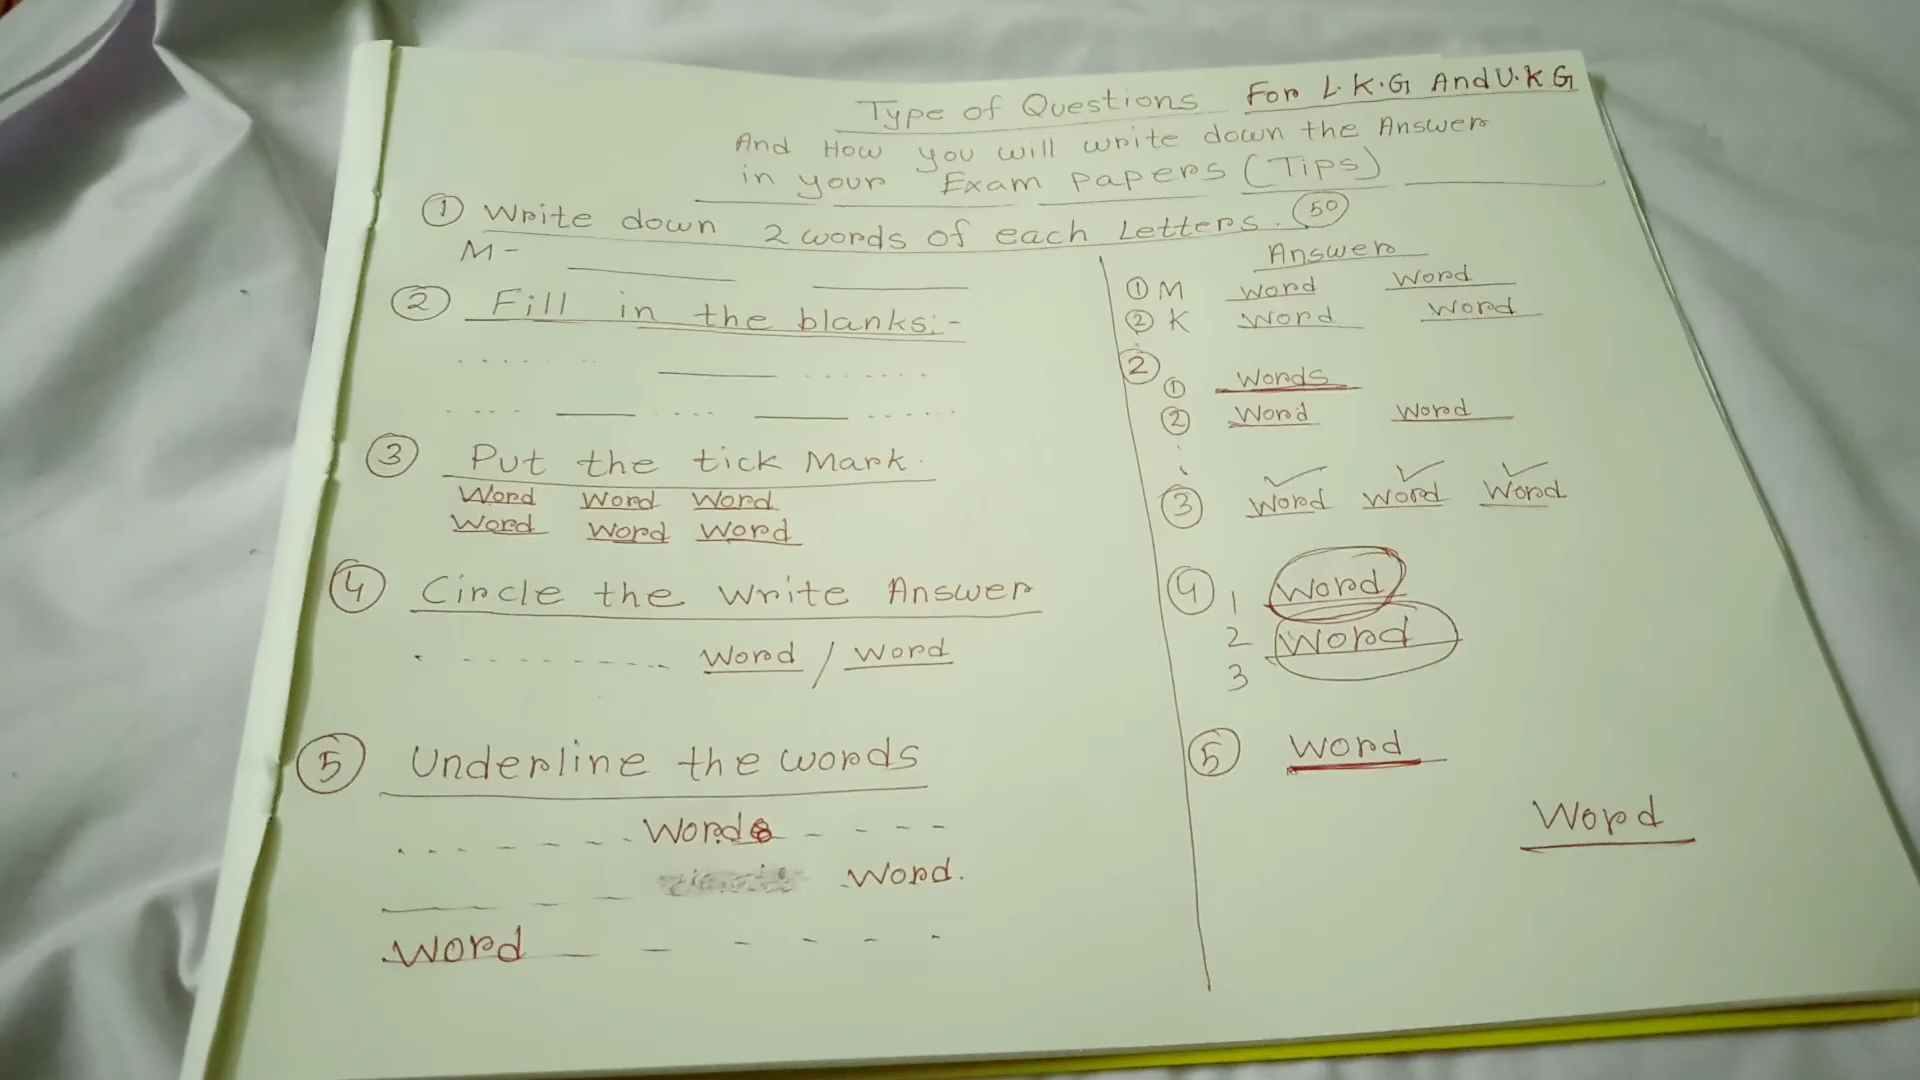 Type of Questions For L.K.G And U.K G
And How you will write down the Answer
in your Exam papers (Tips)
① Write down 2 words of each Letters. 50
M-
② Fill in the blanks:-
③ Put the tick Mark.
Word Word Word
Word Word Word
④ Circle the Write Answer
Word / Word
⑤ Underline the words
Words
Word.
Word
Answer
① M Word Word
② K Word Word
②
① Words
② Word Word
③ Word Word Word
④ 1 Word
2 Word
3
⑤ Word
Word